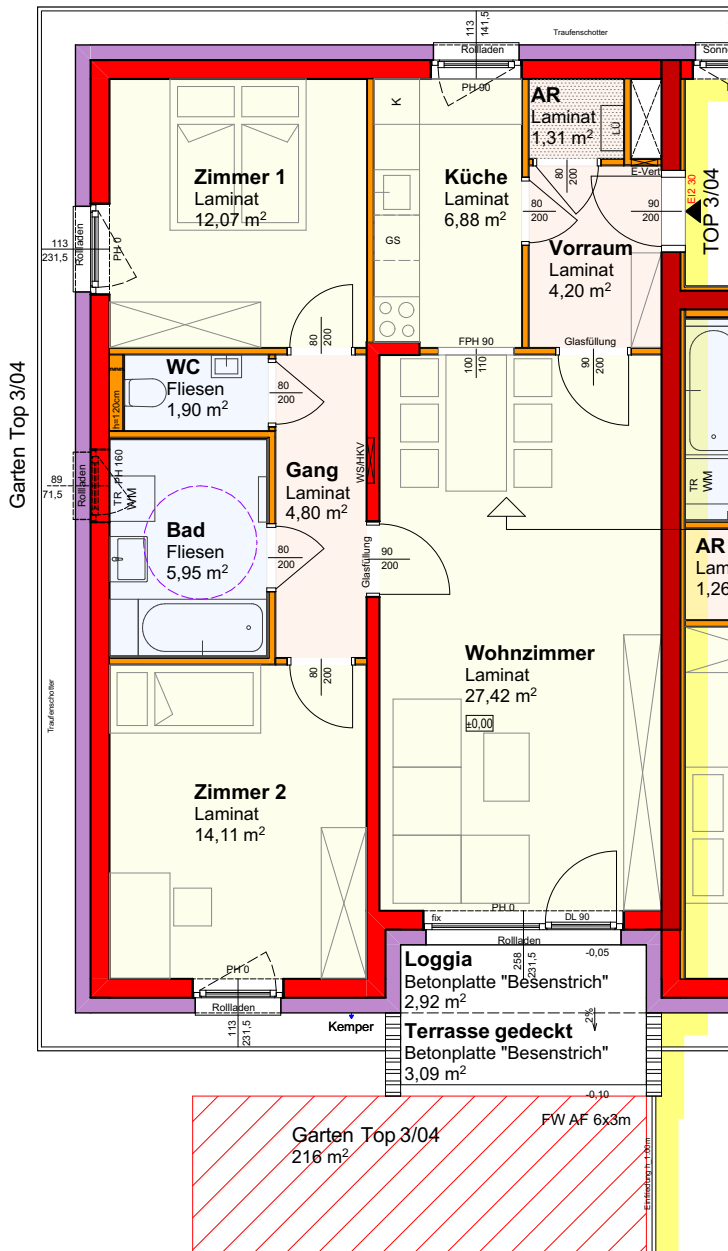 113
141,5
Traufenschotter
Rollladen
Sonn
PH 90
K
AR
Laminat
1,31 m²
LÜ
Zimmer 1
Laminat
12,07 m²
Küche
Laminat
6,88 m²
80
200
E-Vert
EI2 30
80
200
90
200
TOP 3/04
Vorraum
Laminat
4,20 m²
GS
113
231,5
Rollladen
PH 0
80
200
FPH 90
Glasfüllung
100
110
90
200
WC
Fliesen
1,90 m²
h=120cm
80
200
Garten Top 3/04
89
71,5
Rollladen
TR
PH 160
WM
Gang
Laminat
4,80 m²
WS/HKV
TR
WM
Bad
Fliesen
5,95 m²
80
200
Glasfüllung
90
200
AR
Lam
1,26
Traufenschotter
80
200
Wohnzimmer
Laminat
27,42 m²
±0,00
Zimmer 2
Laminat
14,11 m²
PH 0
fix
DL 90
Rollladen
258
231,5
-0,05
PH 0
Rollladen
113
231,5
Loggia
Betonplatte "Besenstrich"
2,92 m²
2%
Kemper
Terrasse gedeckt
Betonplatte "Besenstrich"
3,09 m²
-0,10
FW AF 6x3m
Garten Top 3/04
216 m²
Einfriedung h_1.00m